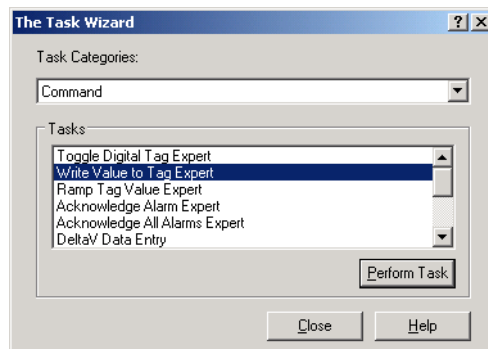 The Task Wizard
Task Categories:
Command
Tasks
Toggle Digital Tag Expert
Write Value to Tag Expert
Ramp Tag Value Expert
Acknowledge Alarm Expert
Acknowledge All Alarms Expert
DeltaV Data Entry
Perform Task
Close Help